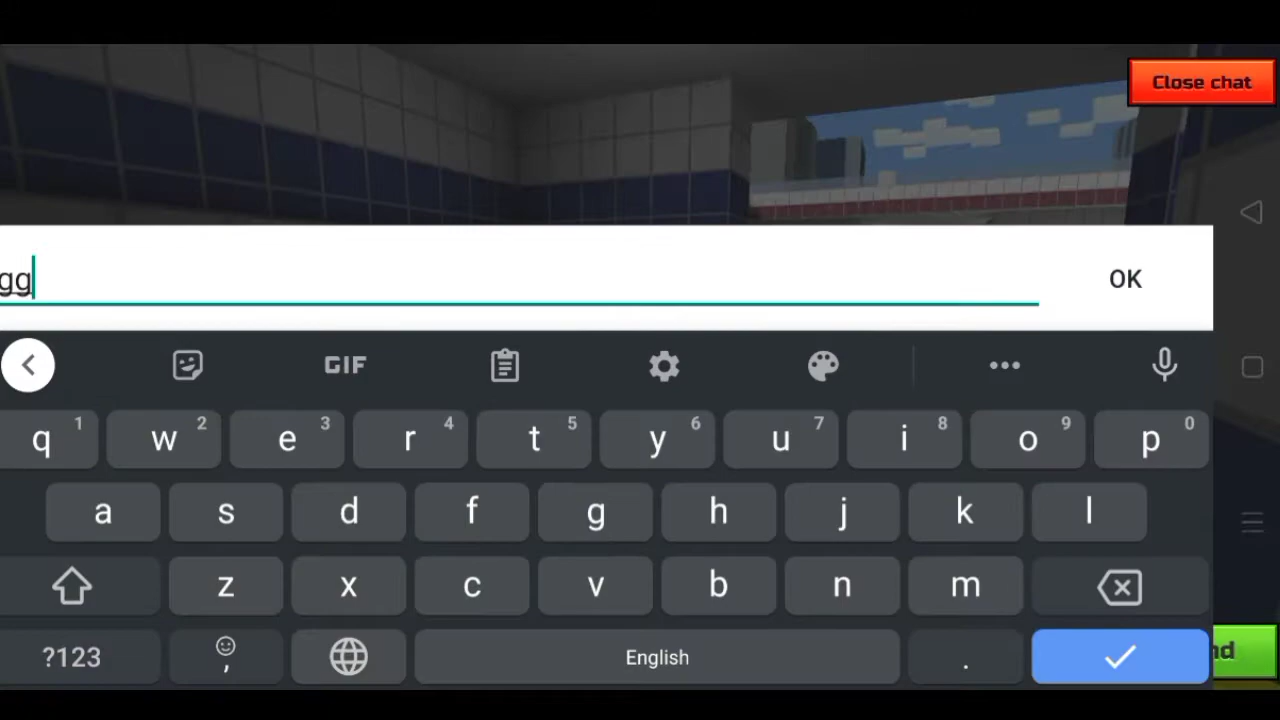 Close chat
gg
OK
GIF
q 1 w 2 e 3 r 4 t 5 y 6 u 7 i 8 o 9 p 0
a s d f g h j k l
z x c v b n m
?123 , English .
nd